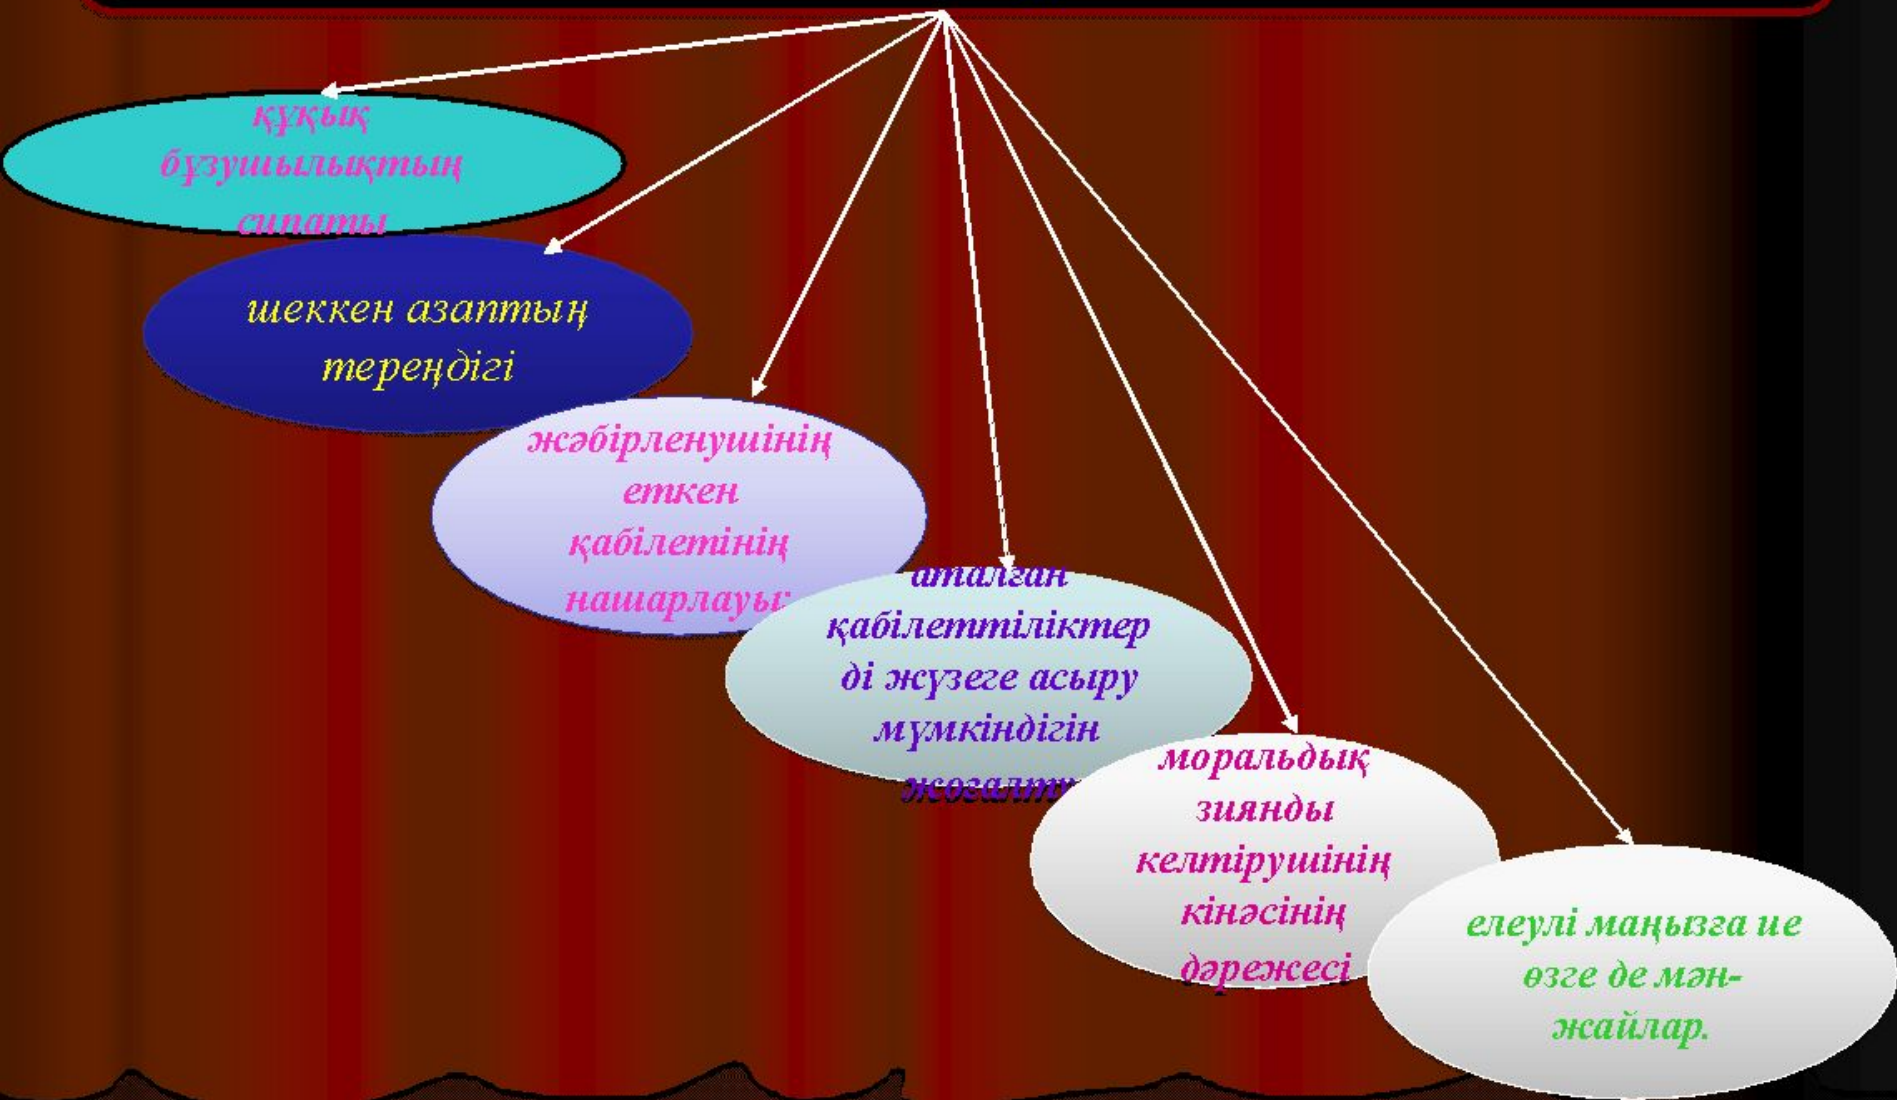 құқық
бұзушылықтың
сипаты
шеккен азаптың
тереңдігі
жәбірленушінің
еткен
қабілетінің
нашарлауы;
аталған
қабілеттіліктер
ді жүзеге асыру
мүмкіндігін
моральдық
зиянды
келтірушінің
кінәсінің
дәрежесі
елеулі маңызға ие
өзге де мән-
жайлар.